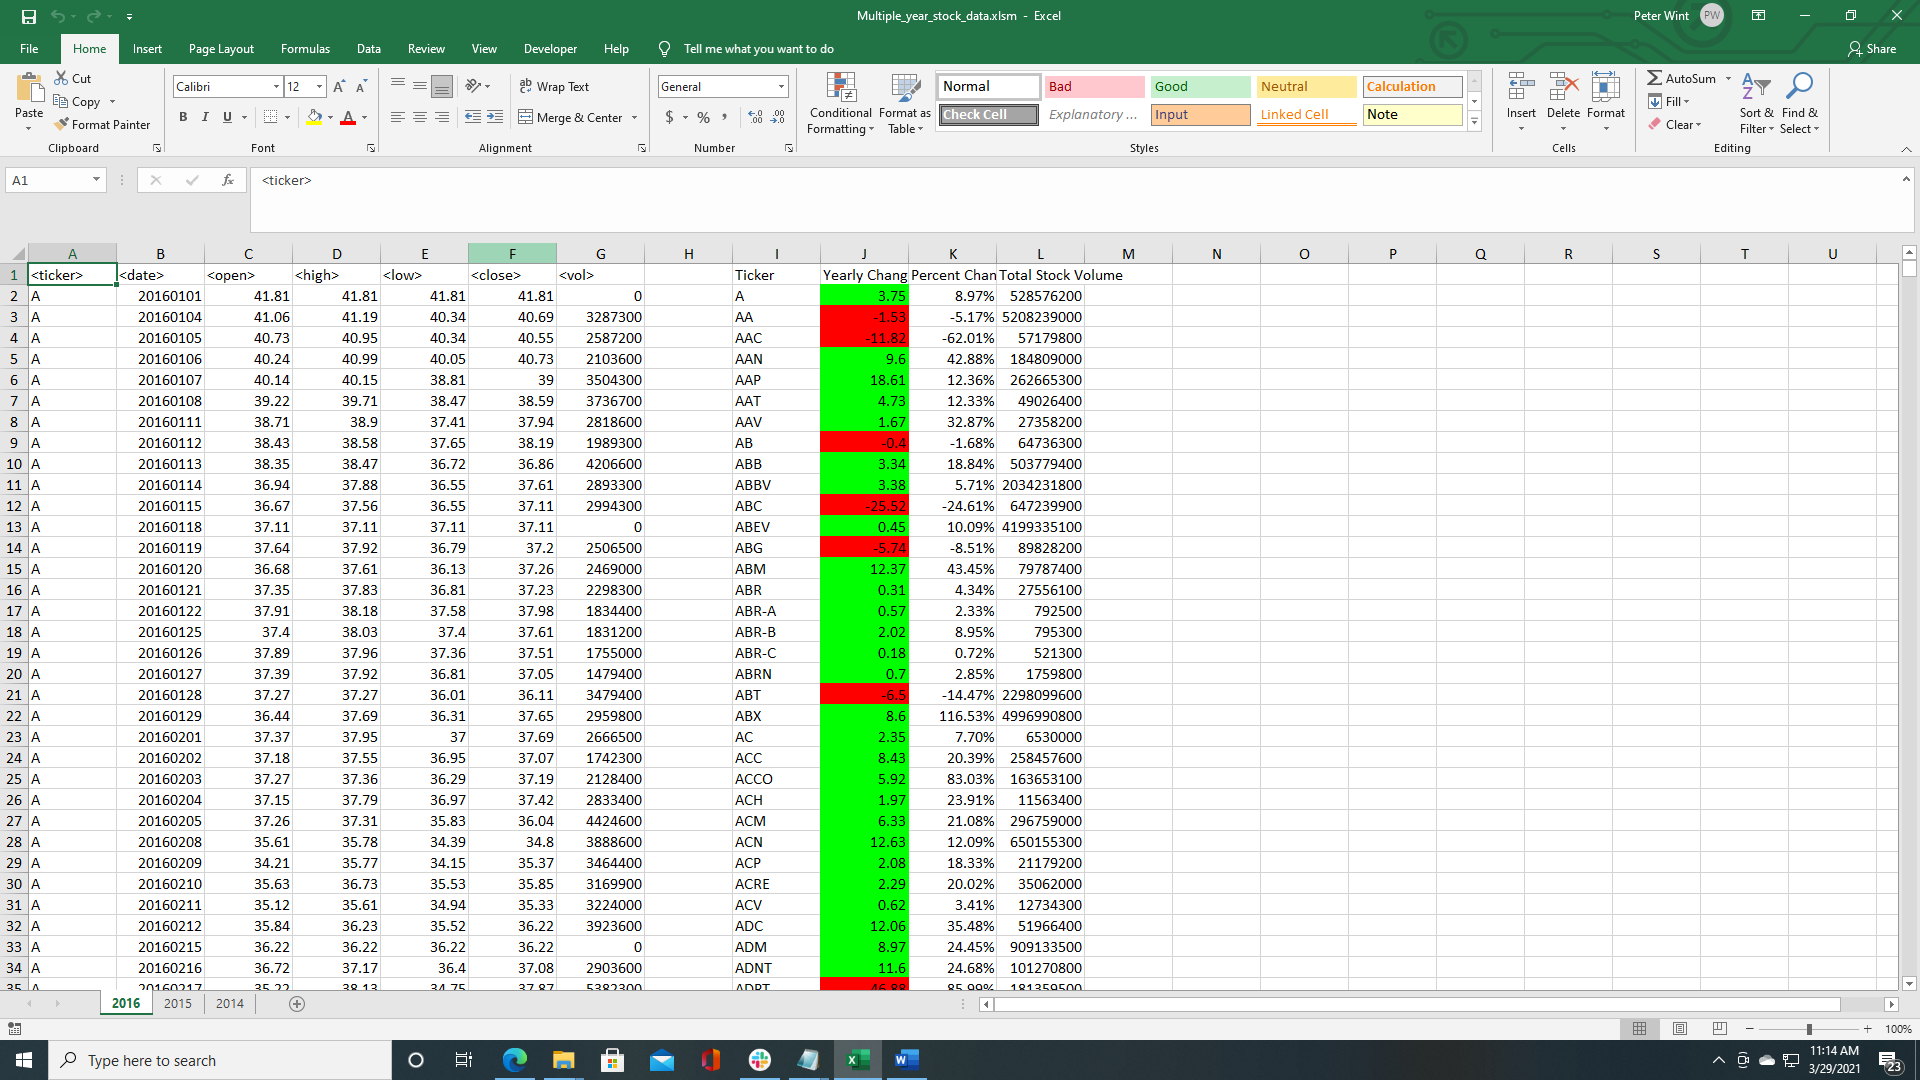 Multiple_year_stock_data.xlsm - Excel
Peter Wint PW
File Home Insert Page Layout Formulas Data Review View Developer Help Tell me what you want to do Share
Paste Cut Copy Format Painter Clipboard
Calibri 12 A A B I U A Font
ab Wrap Text Merge & Center Alignment
General $ % , Number
Conditional Formatting Format as Table
Normal Bad Good Neutral Calculation
Check Cell Explanatory ... Input Linked Cell Note
Styles
Insert Delete Format Cells
AutoSum Fill Clear Sort & Filter Find & Select Editing
A1 fx <ticker>
A B C D E F G H I J K L M N O P Q R S T U
1 <ticker> <date> <open> <high> <low> <close> <vol> Ticker Yearly Chang Percent Chan Total Stock Volume
2 A 20160101 41.81 41.81 41.81 41.81 0 A 3.75 8.97% 528576200
3 A 20160104 41.06 41.19 40.34 40.69 3287300 AA -1.53 -5.17% 5208239000
4 A 20160105 40.73 40.95 40.34 40.55 2587200 AAC -11.82 -62.01% 57179800
5 A 20160106 40.24 40.99 40.05 40.73 2103600 AAN 9.6 42.88% 184809000
6 A 20160107 40.14 40.15 38.81 39 3504300 AAP 18.61 12.36% 262665300
7 A 20160108 39.22 39.71 38.47 38.59 3736700 AAT 4.73 12.33% 49026400
8 A 20160111 38.71 38.9 37.41 37.94 2818600 AAV 1.67 32.87% 27358200
9 A 20160112 38.43 38.58 37.65 38.19 1989300 AB -0.4 -1.68% 64736300
10 A 20160113 38.35 38.47 36.72 36.86 4206600 ABB 3.34 18.84% 503779400
11 A 20160114 36.94 37.88 36.55 37.61 2893300 ABBV 3.38 5.71% 2034231800
12 A 20160115 36.67 37.56 36.55 37.11 2994300 ABC -25.52 -24.61% 647239900
13 A 20160118 37.11 37.11 37.11 37.11 0 ABEV 0.45 10.09% 4199335100
14 A 20160119 37.64 37.92 36.79 37.2 2506500 ABG -5.74 -8.51% 89828200
15 A 20160120 36.68 37.61 36.13 37.26 2469000 ABM 12.37 43.45% 79787400
16 A 20160121 37.35 37.83 36.81 37.23 2298300 ABR 0.31 4.34% 27556100
17 A 20160122 37.91 38.18 37.58 37.98 1834400 ABR-A 0.57 2.33% 792500
18 A 20160125 37.4 38.03 37.4 37.61 1831200 ABR-B 2.02 8.95% 795300
19 A 20160126 37.89 37.96 37.36 37.51 1755000 ABR-C 0.18 0.72% 521300
20 A 20160127 37.39 37.92 36.81 37.05 1479400 ABRN 0.7 2.85% 1759800
21 A 20160128 37.27 37.27 36.01 36.11 3479400 ABT -6.5 -14.47% 2298099600
22 A 20160129 36.44 37.69 36.31 37.65 2959800 ABX 8.6 116.53% 4996990800
23 A 20160201 37.37 37.95 37 37.69 2666500 AC 2.35 7.70% 6530000
24 A 20160202 37.18 37.55 36.95 37.07 1742300 ACC 8.43 20.39% 258457600
25 A 20160203 37.27 37.36 36.29 37.19 2128400 ACCO 5.92 83.03% 163653100
26 A 20160204 37.15 37.79 36.97 37.42 2833400 ACH 1.97 23.91% 11563400
27 A 20160205 37.26 37.31 35.83 36.04 4424600 ACM 6.33 21.08% 296759000
28 A 20160208 35.61 35.78 34.39 34.8 3888600 ACN 12.63 12.09% 650155300
29 A 20160209 34.21 35.77 34.15 35.37 3464400 ACP 2.08 18.33% 21179200
30 A 20160210 35.63 36.73 35.53 35.85 3169900 ACRE 2.29 20.02% 35062000
31 A 20160211 35.12 35.61 34.94 35.33 3224000 ACV 0.62 3.41% 12734300
32 A 20160212 35.84 36.23 35.52 36.22 3923600 ADC 12.06 35.48% 51966400
33 A 20160215 36.22 36.22 36.22 36.22 0 ADM 8.97 24.45% 909133500
34 A 20160216 36.72 37.17 36.4 37.08 2903600 ADNT 11.6 24.68% 101270800
2016 2015 2014
100%
Type here to search
11:14 AM
3/29/2021
23